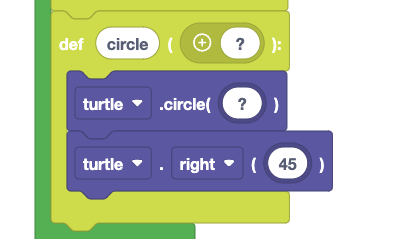 def circle ( + ? ):
turtle .circle( ? )
turtle . right ( 45 )